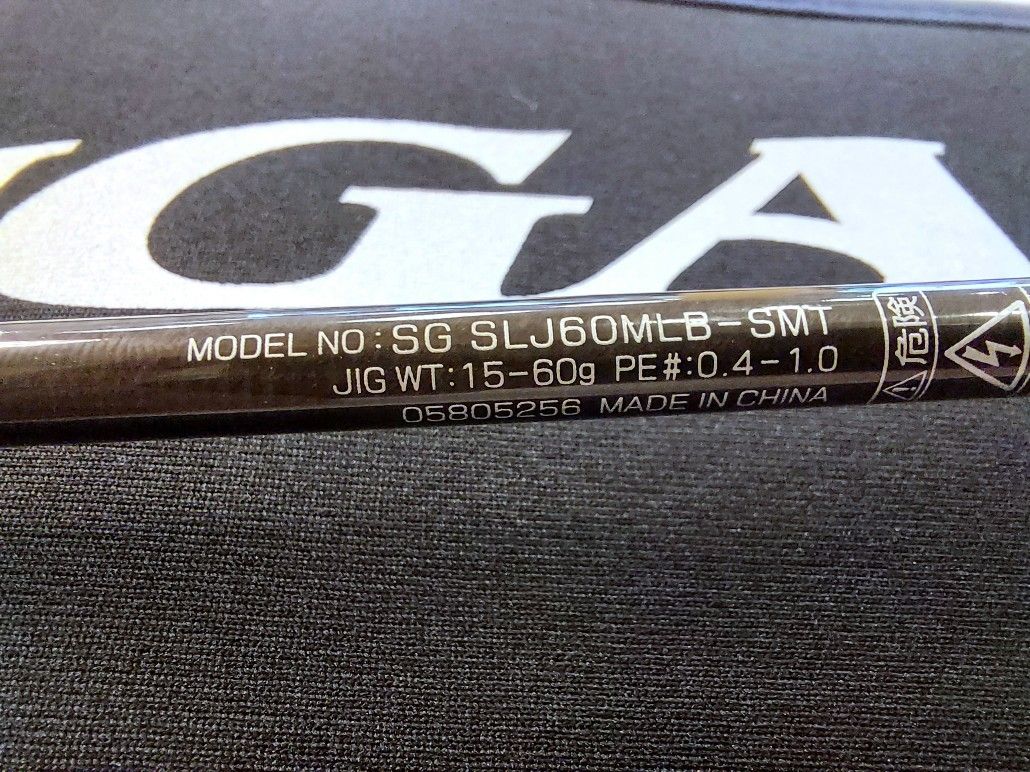 GA
MODEL NO:SG SLJ60MLB-SMT
JIG WT:15-60g PE#:0.4-1.0
05805256 MADE IN CHINA
危険